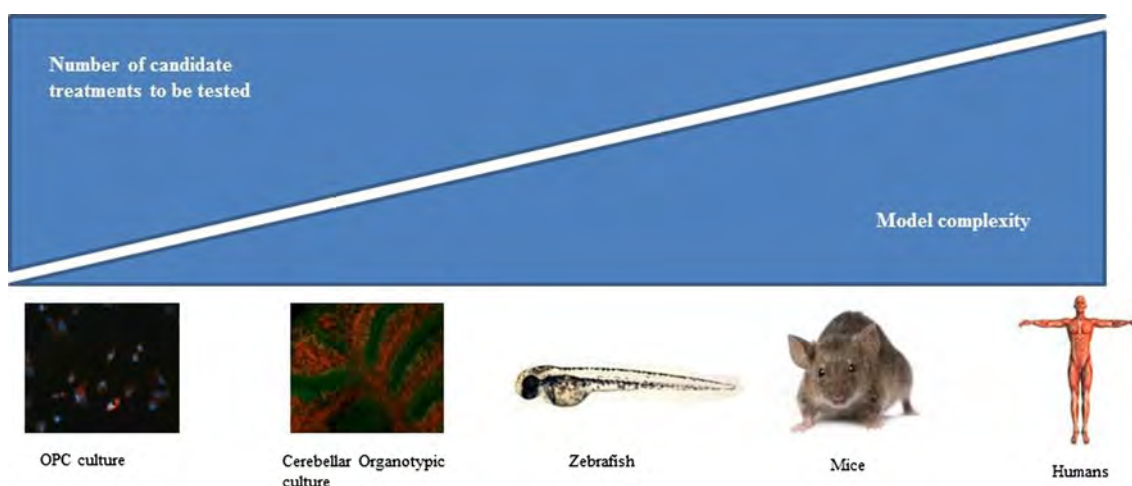 Number of candidate
treatments to be tested
Model complexity
OPC culture
Cerebellar Organotypic
culture
Zebrafish
Mice
Humans